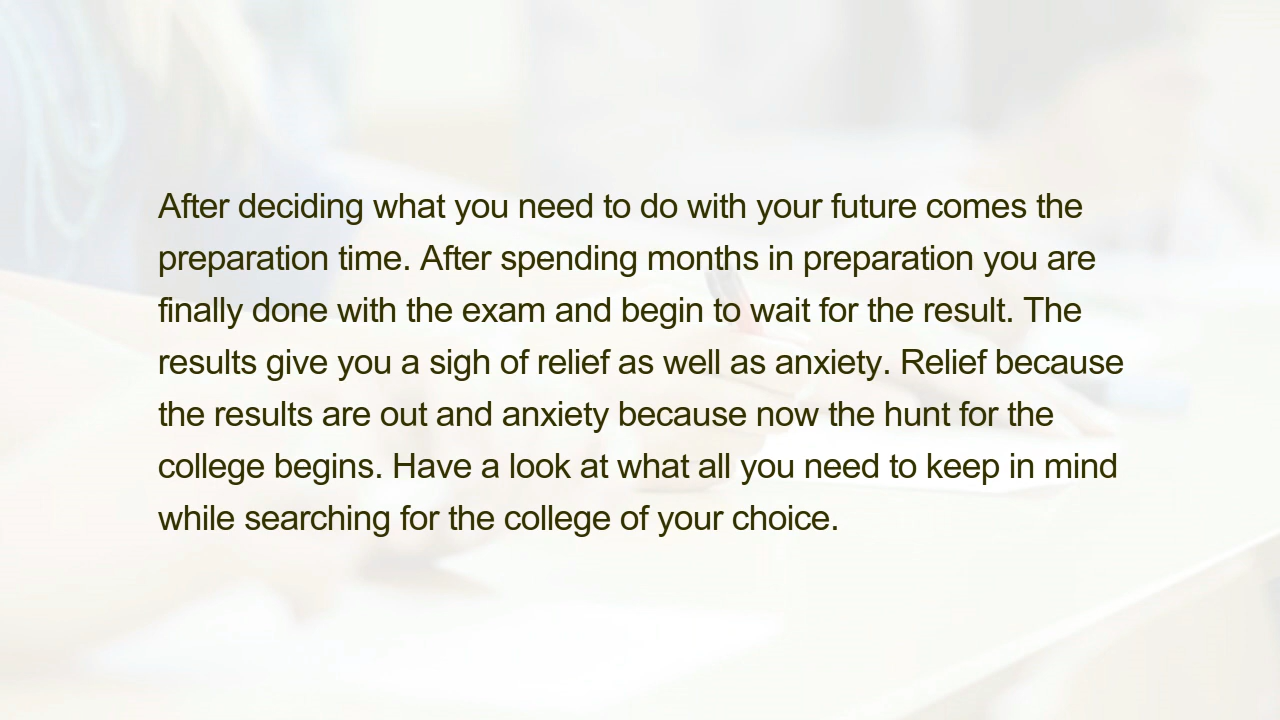 After deciding what you need to do with your future comes the
preparation time. After spending months in preparation you are
finally done with the exam and begin to wait for the result. The
results give you a sigh of relief as well as anxiety. Relief because
the results are out and anxiety because now the hunt for the
college begins. Have a look at what all you need to keep in mind
while searching for the college of your choice.